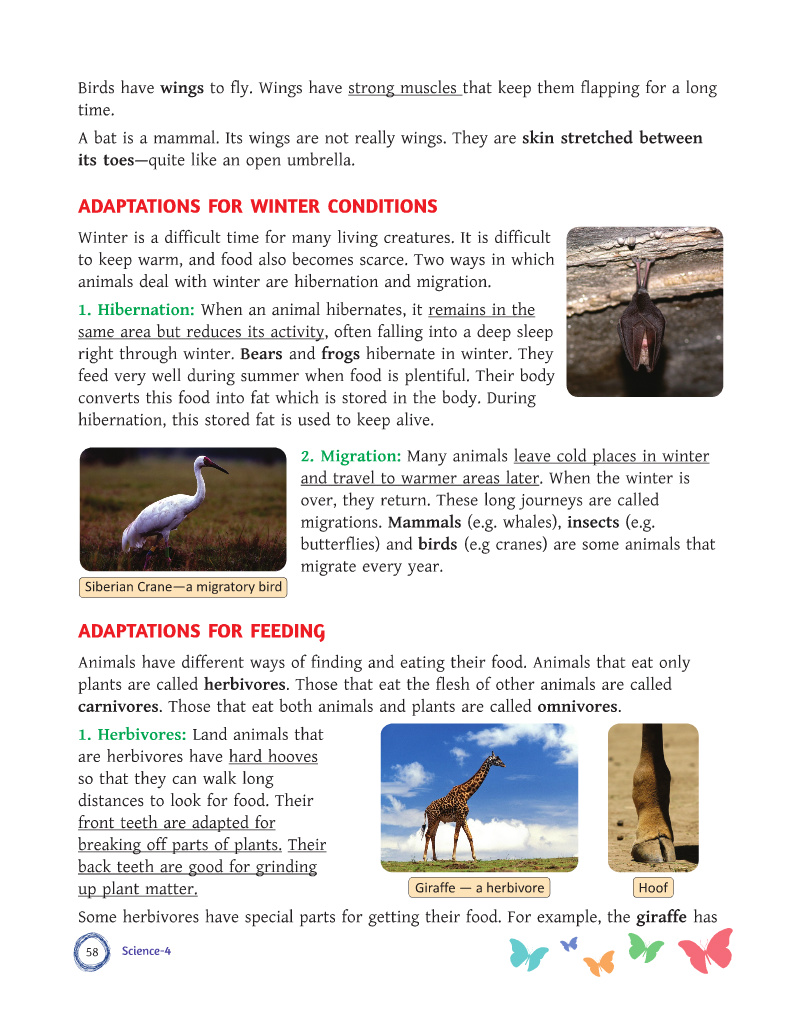 Birds have wings to fly. Wings have strong muscles that keep them flapping for a long
time.
A bat is a mammal. Its wings are not really wings. They are skin stretched between
its toes—quite like an open umbrella.
ADAPTATIONS FOR WINTER CONDITIONS
Winter is a difficult time for many living creatures. It is difficult
to keep warm, and food also becomes scarce. Two ways in which
animals deal with winter are hibernation and migration.
1. Hibernation: When an animal hibernates, it remains in the
same area but reduces its activity, often falling into a deep sleep
right through winter. Bears and frogs hibernate in winter. They
feed very well during summer when food is plentiful. Their body
converts this food into fat which is stored in the body. During
hibernation, this stored fat is used to keep alive.
2. Migration: Many animals leave cold places in winter
and travel to warmer areas later. When the winter is
over, they return. These long journeys are called
migrations. Mammals (e.g. whales), insects (e.g.
butterflies) and birds (e.g cranes) are some animals that
migrate every year.
Siberian Crane—a migratory bird
ADAPTATIONS FOR FEEDING
Animals have different ways of finding and eating their food. Animals that eat only
plants are called herbivores. Those that eat the flesh of other animals are called
carnivores. Those that eat both animals and plants are called omnivores.
1. Herbivores: Land animals that
are herbivores have hard hooves
so that they can walk long
distances to look for food. Their
front teeth are adapted for
breaking off parts of plants. Their
back teeth are good for grinding
up plant matter.
Giraffe — a herbivore
Hoof
Some herbivores have special parts for getting their food. For example, the giraffe has
58
Science-4